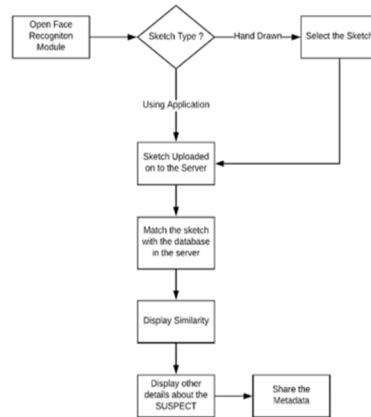 Open Face
Recogniton
Module
Sketch Type ?
Hand Drawn
Select the Sketch
Using Application
Sketch Uploaded
on to the Server
Match the sketch
with the database
in the server
Display Similarity
Display other
details about the
SUSPECT
Share the
Metadata